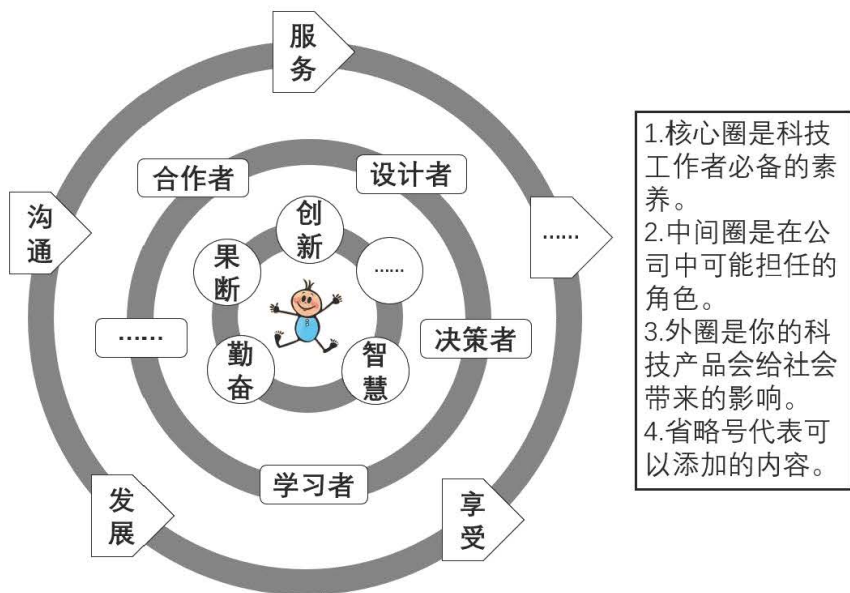 服
务
合作者
设计者
沟
通
创
新
……
果
断
……
……
决策者
勤
奋
智
慧
学习者
发
展
享
受
1.核心圈是科技
工作者必备的素
养。
2.中间圈是在公
司中可能担任的
角色。
3.外圈是你的科
技产品会给社会
带来的影响。
4.省略号代表可
以添加的内容。